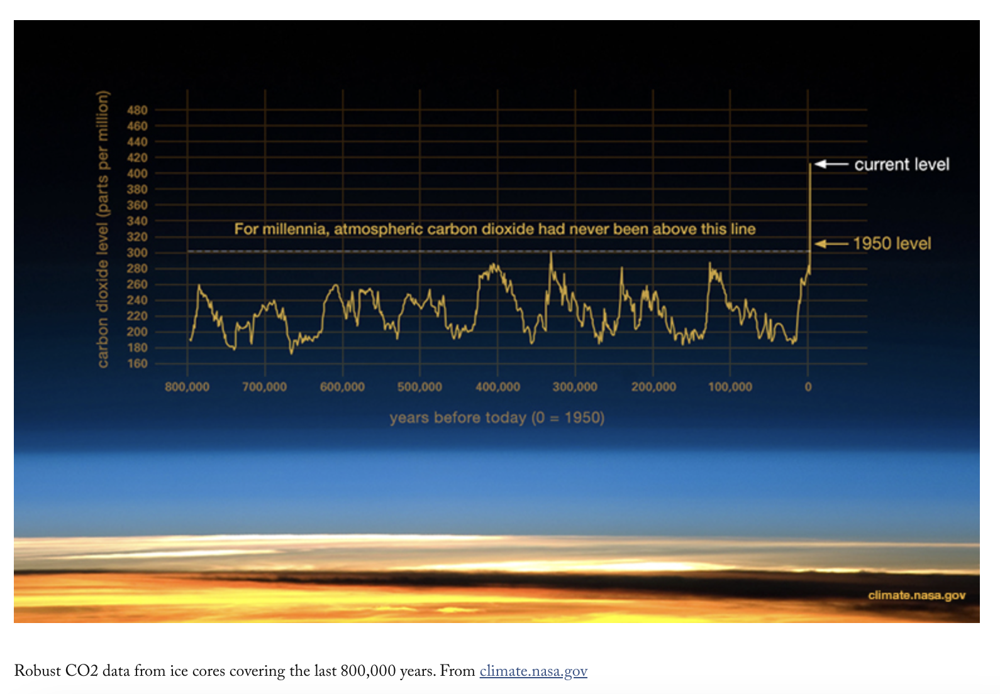 carbon dioxide level (parts per million)
480
460
440
420
400
380
360
340
320
300
280
260
240
220
200
180
160
current level
For millennia, atmospheric carbon dioxide had never been above this line
1950 level
800,000 700,000 600,000 500,000 400,000 300,000 200,000 100,000 0
years before today (0 = 1950)
climate.nasa.gov
Robust CO2 data from ice cores covering the last 800,000 years. From climate.nasa.gov